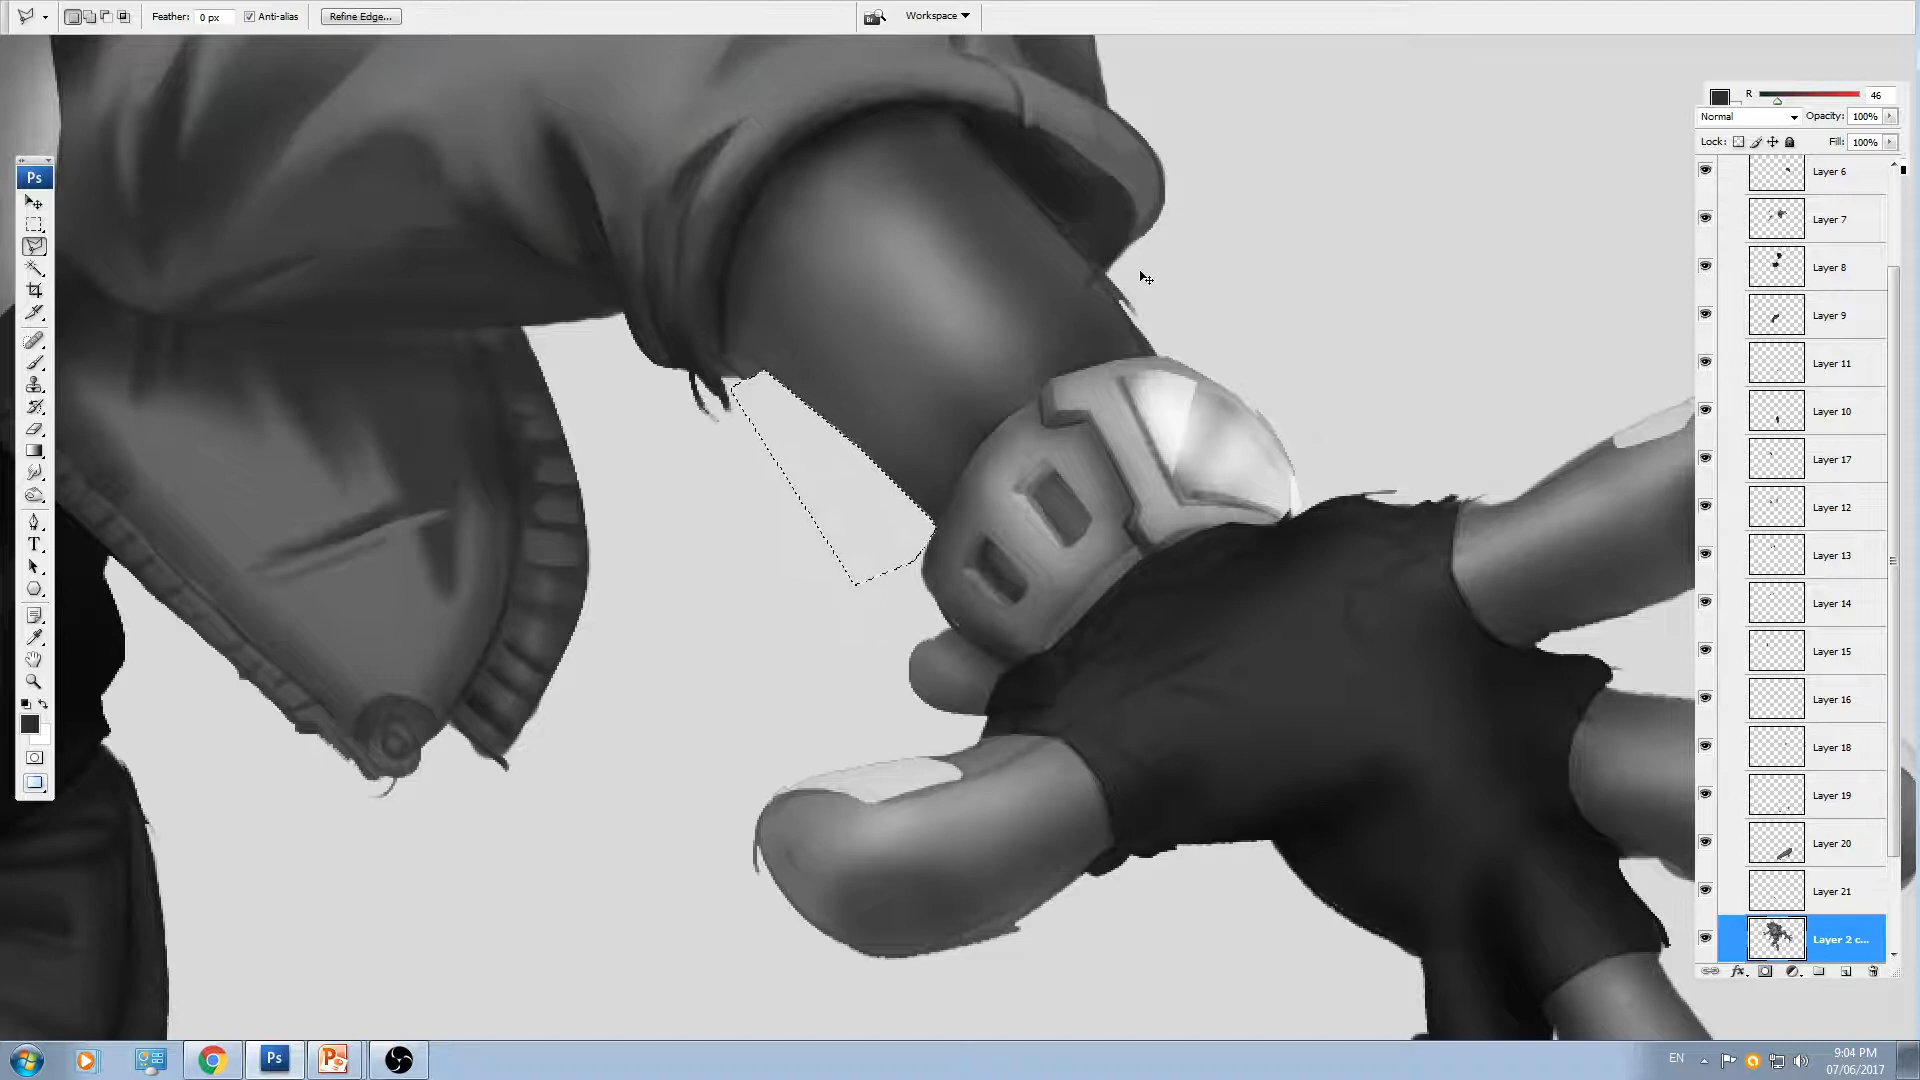 Feather: 0 px Anti-alias Refine Edge... Br Workspace
R 46
Normal Opacity: 100%
Lock: Fill: 100%
Ps
Layer 6
Layer 7
Layer 8
Layer 9
Layer 11
Layer 10
Layer 17
Layer 12
Layer 13
Layer 14
Layer 15
Layer 16
Layer 18
Layer 19
Layer 20
Layer 21
Layer 2 c...
T
fx
Ps
EN
9:04 PM
07/06/2017